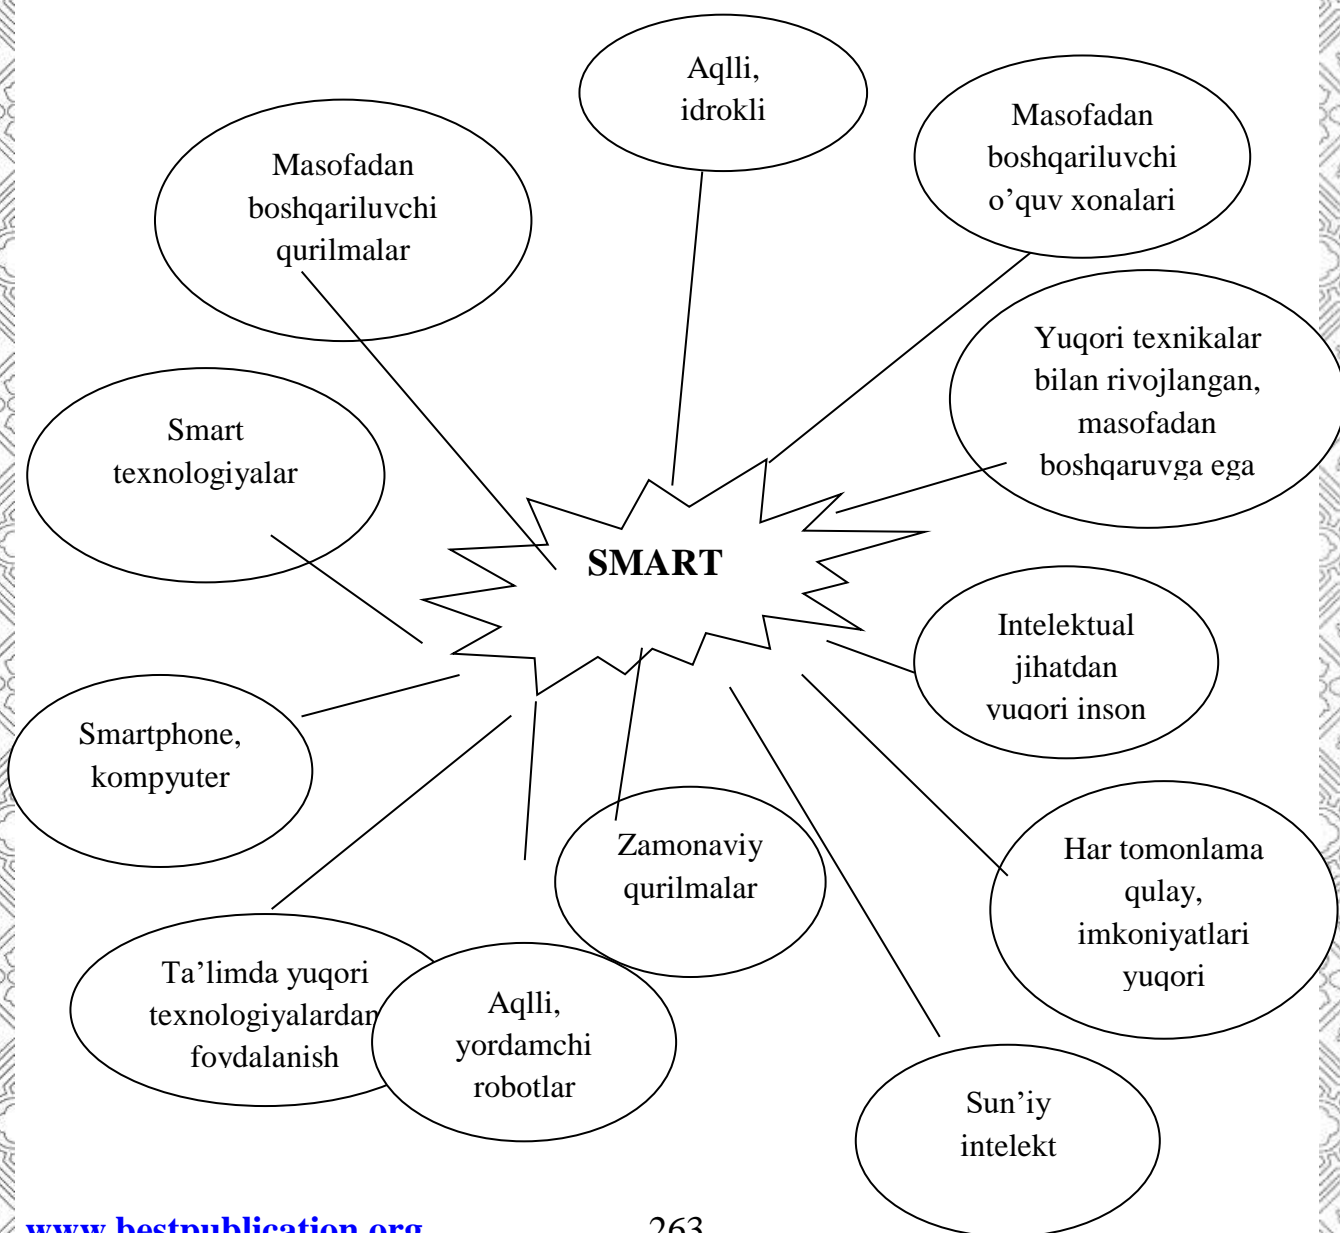 Aqlli,
idrokli
Masofadan
boshqariluvchi
o’quv xonalari
Masofadan
boshqariluvchi
qurilmalar
Yuqori texnikalar
bilan rivojlangan,
masofadan
boshqaruvga ega
Smart
texnologiyalar
SMART
Intelektual
jihatdan
yuqori inson
Smartphone,
kompyuter
Zamonaviy
qurilmalar
Har tomonlama
qulay,
imkoniyatlari
yuqori
Ta’limda yuqori
texnologiyalardan
foydalanish
Aqlli,
yordamchi
robotlar
Sun’iy
intelekt
www.bestpublication.org 263